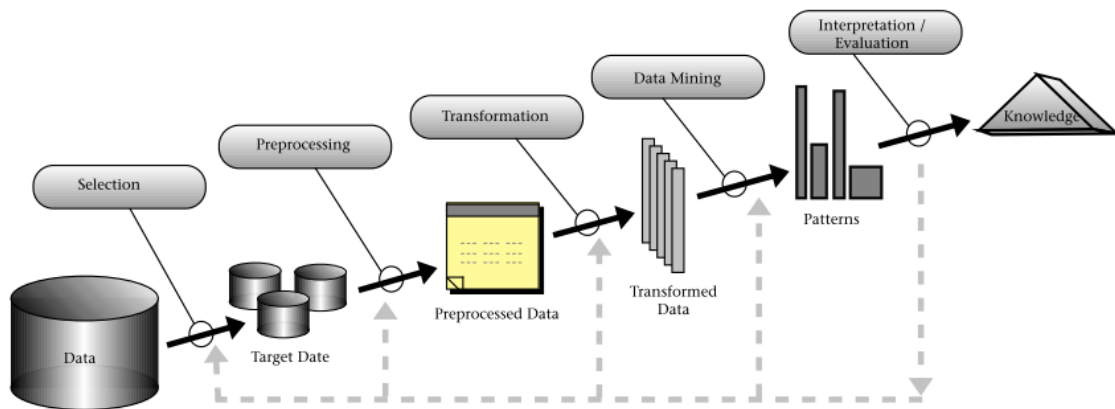 Interpretation /
Evaluation
Data Mining
Transformation
Preprocessing
Selection
Knowledge
Patterns
Transformed
Data
Preprocessed Data
Target Date
Data